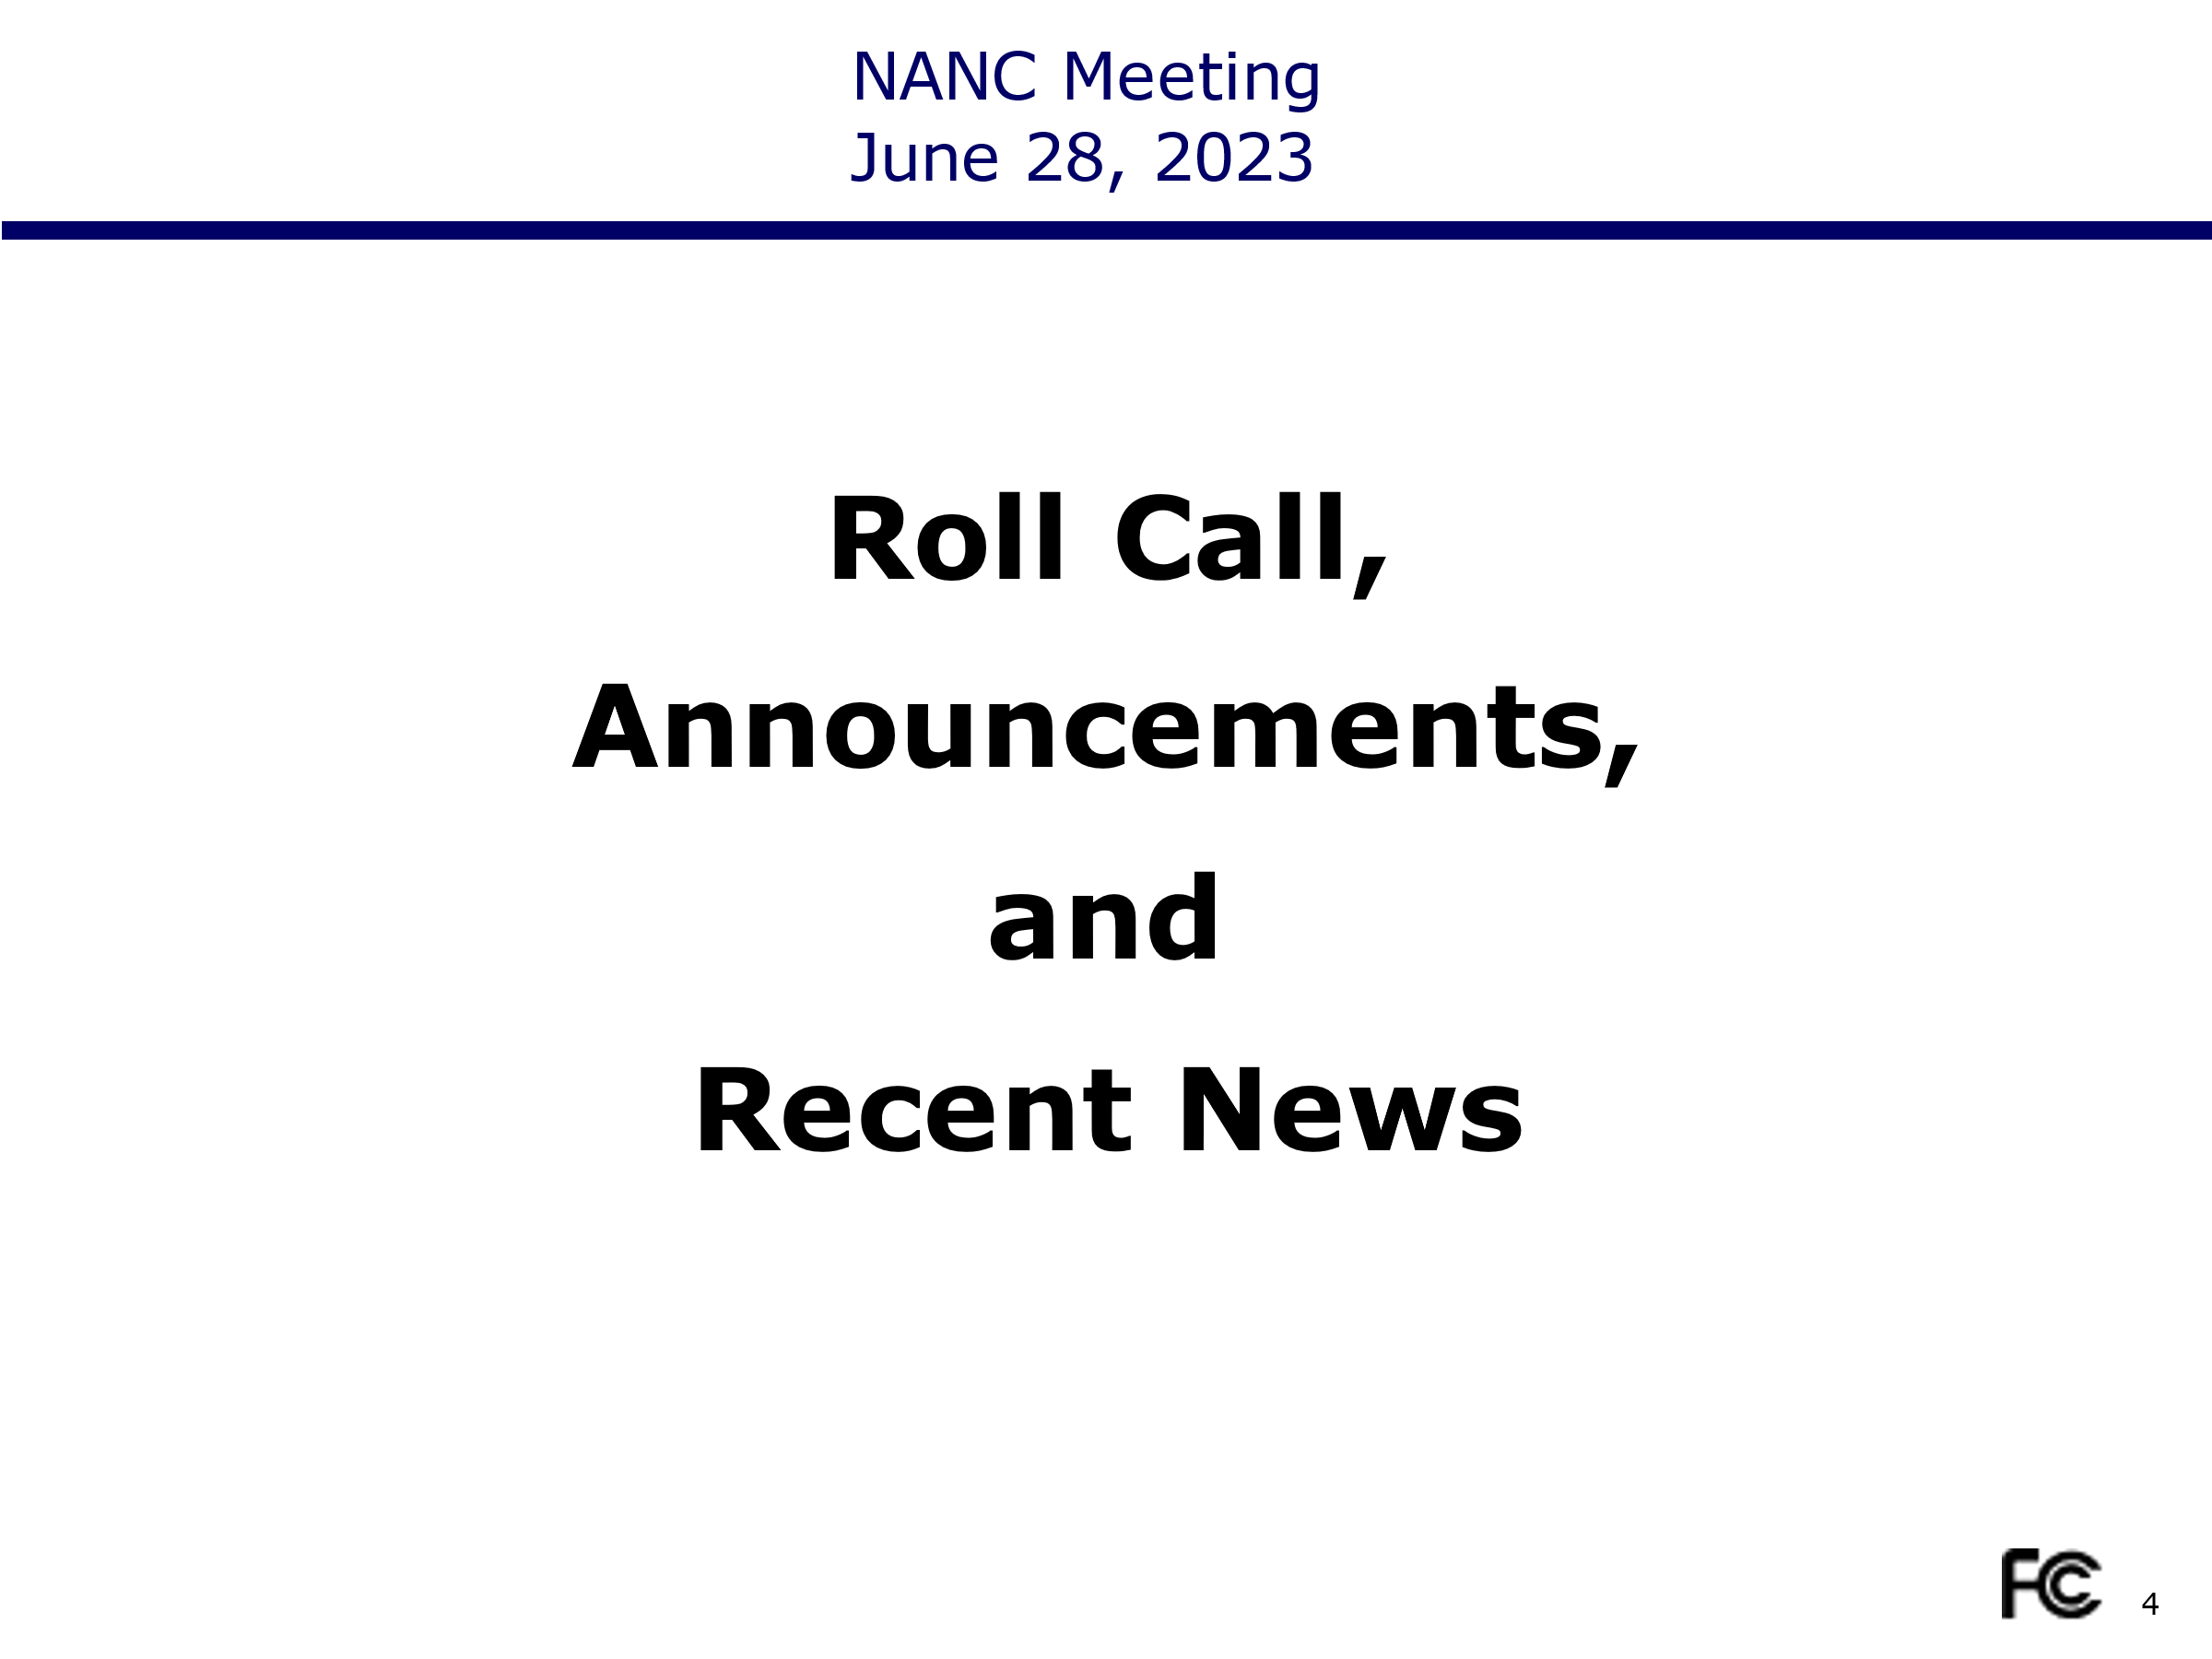 NANC Meeting
June 28, 2023
Roll Call,
Announcements,
and
Recent News
FCC
4